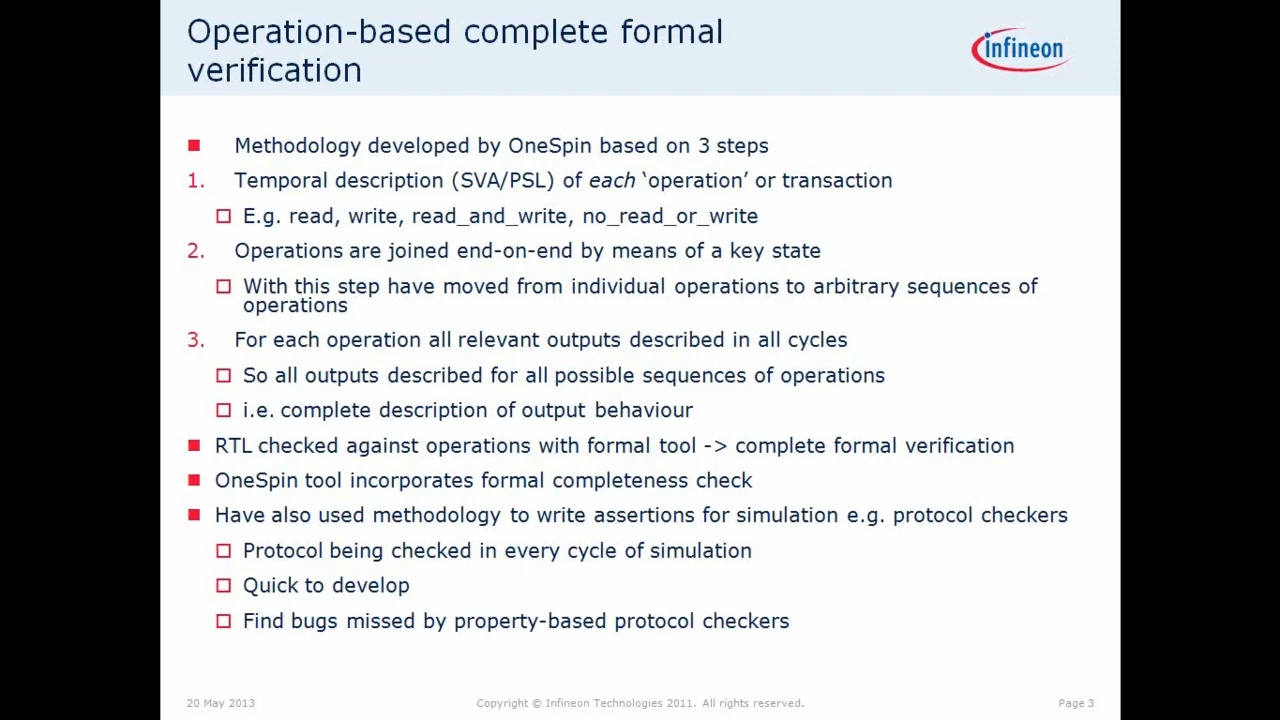 Operation-based complete formal
verification
infineon
Methodology developed by OneSpin based on 3 steps
1. Temporal description (SVA/PSL) of each ‘operation’ or transaction
E.g. read, write, read_and_write, no_read_or_write
2. Operations are joined end-on-end by means of a key state
With this step have moved from individual operations to arbitrary sequences of
operations
3. For each operation all relevant outputs described in all cycles
So all outputs described for all possible sequences of operations
i.e. complete description of output behaviour
RTL checked against operations with formal tool -> complete formal verification
OneSpin tool incorporates formal completeness check
Have also used methodology to write assertions for simulation e.g. protocol checkers
Protocol being checked in every cycle of simulation
Quick to develop
Find bugs missed by property-based protocol checkers
20 May 2013 Copyright © Infineon Technologies 2011. All rights reserved. Page 3